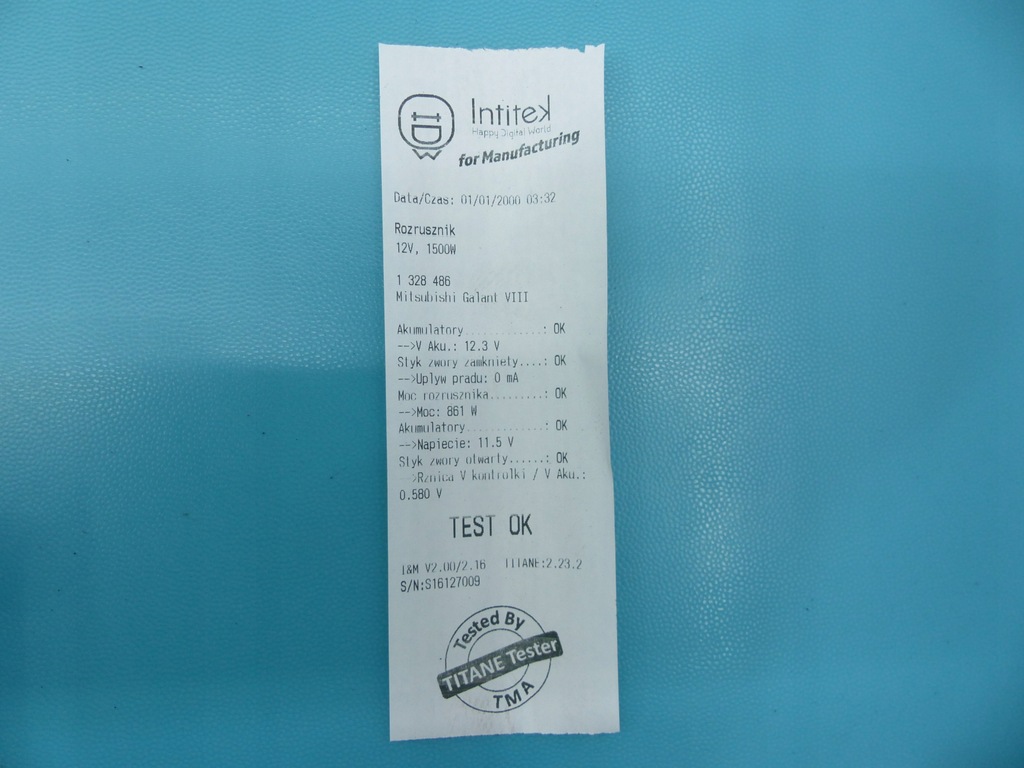 Intitek
Happy Digital World
for Manufacturing
Data/Czas: 01/01/2000 03:32
Rozrusznik
12V, 1500W
1 328 486
Mitsubishi Galant VIII
Akumulatory............: OK
-->V Aku.: 12.3 V
Styk zwory zamkniety....: OK
-->Uplyw pradu: 0 mA
Moc rozrusznika.........: OK
-->Moc: 861 W
Akumulatory............: OK
-->Napiecie: 11.5 V
Styk zwory otwarty......: OK
-->Rznica V kontrolki / V Aku.:
0.580 V
TEST OK
I&M V2.00/2.16 TITANE:2.23.2
S/N:S16127009
Tested By
TITANE Tester
TMA